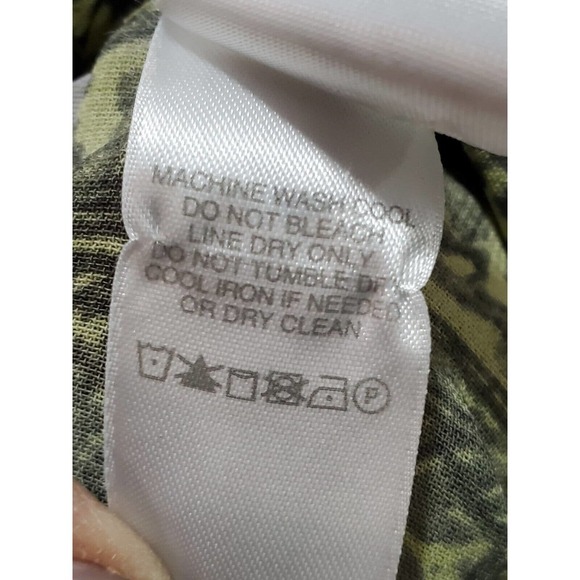 MACHINE WASH COOL
DO NOT BLEACH
LINE DRY ONLY
DO NOT TUMBLE DRY
COOL IRON IF NEEDED
OR DRY CLEAN
P